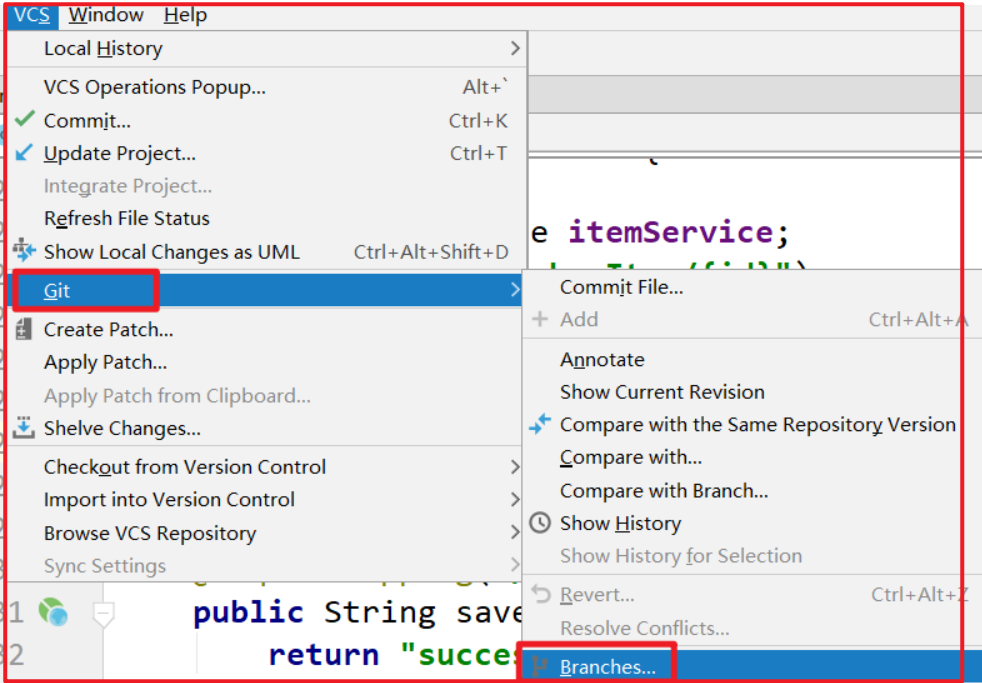 VCS Window Help
Local History
VCS Operations Popup... Alt+`
Commit... Ctrl+K
Update Project... Ctrl+T
Integrate Project...
Refresh File Status
Show Local Changes as UML Ctrl+Alt+Shift+D
Git
Create Patch...
Apply Patch...
Apply Patch from Clipboard...
Shelve Changes...
Checkout from Version Control
Import into Version Control
Browse VCS Repository
Sync Settings
e itemService;
Commit File...
Add Ctrl+Alt+A
Annotate
Show Current Revision
Compare with the Same Repository Version
Compare with...
Compare with Branch...
Show History
Show History for Selection
Revert... Ctrl+Alt+Z
Resolve Conflicts...
Branches...
31 public String save
32 return "succes